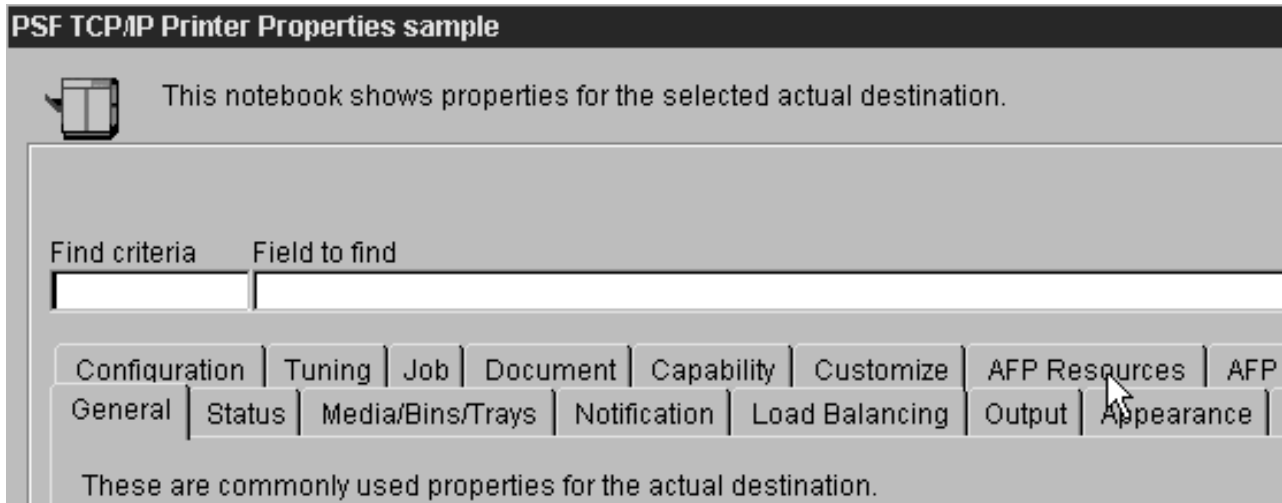 PSF TCP/IP Printer Properties sample
This notebook shows properties for the selected actual destination.
Find criteria Field to find
Configuration Tuning Job Document Capability Customize AFP Resources AFP
General Status Media/Bins/Trays Notification Load Balancing Output Appearance
These are commonly used properties for the actual destination.